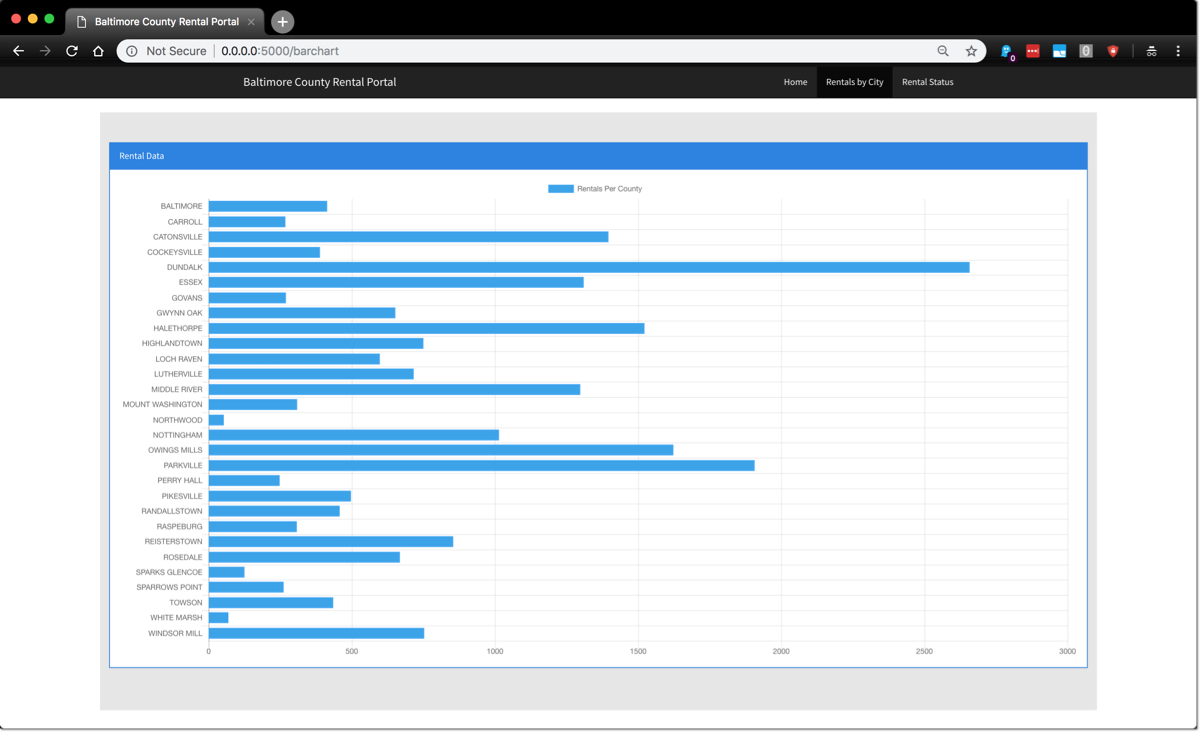 Baltimore County Rental Portal
Not Secure 0.0.0.0:5000/barchart
0
Baltimore County Rental Portal Home Rentals by City Rental Status
Rental Data
Rentals Per County
BALTIMORE
CARROLL
CATONSVILLE
COCKEYSVILLE
DUNDALK
ESSEX
GOVANS
GWYNN OAK
HALETHORPE
HIGHLANDTOWN
LOCH RAVEN
LUTHERVILLE
MIDDLE RIVER
MOUNT WASHINGTON
NORTHWOOD
NOTTINGHAM
OWINGS MILLS
PARKVILLE
PERRY HALL
PIKESVILLE
RANDALLSTOWN
RASPEBURG
REISTERSTOWN
ROSEDALE
SPARKS GLENCOE
SPARROWS POINT
TOWSON
WHITE MARSH
WINDSOR MILL
0 500 1000 1500 2000 2500 3000